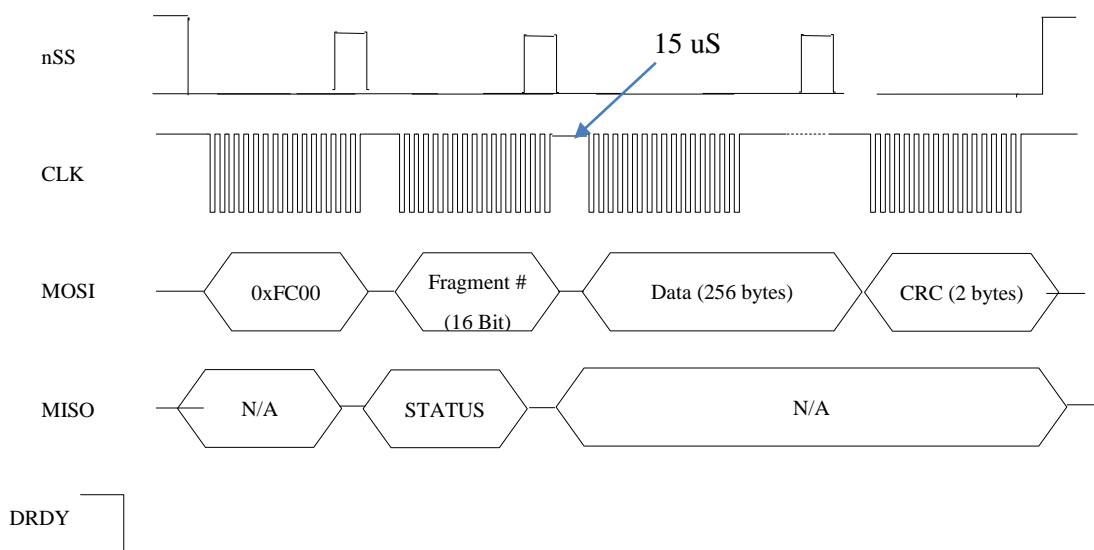 nSS
15 uS
CLK
MOSI
0xFC00
Fragment #
(16 Bit)
Data (256 bytes)
CRC (2 bytes)
MISO
N/A
STATUS
N/A
DRDY